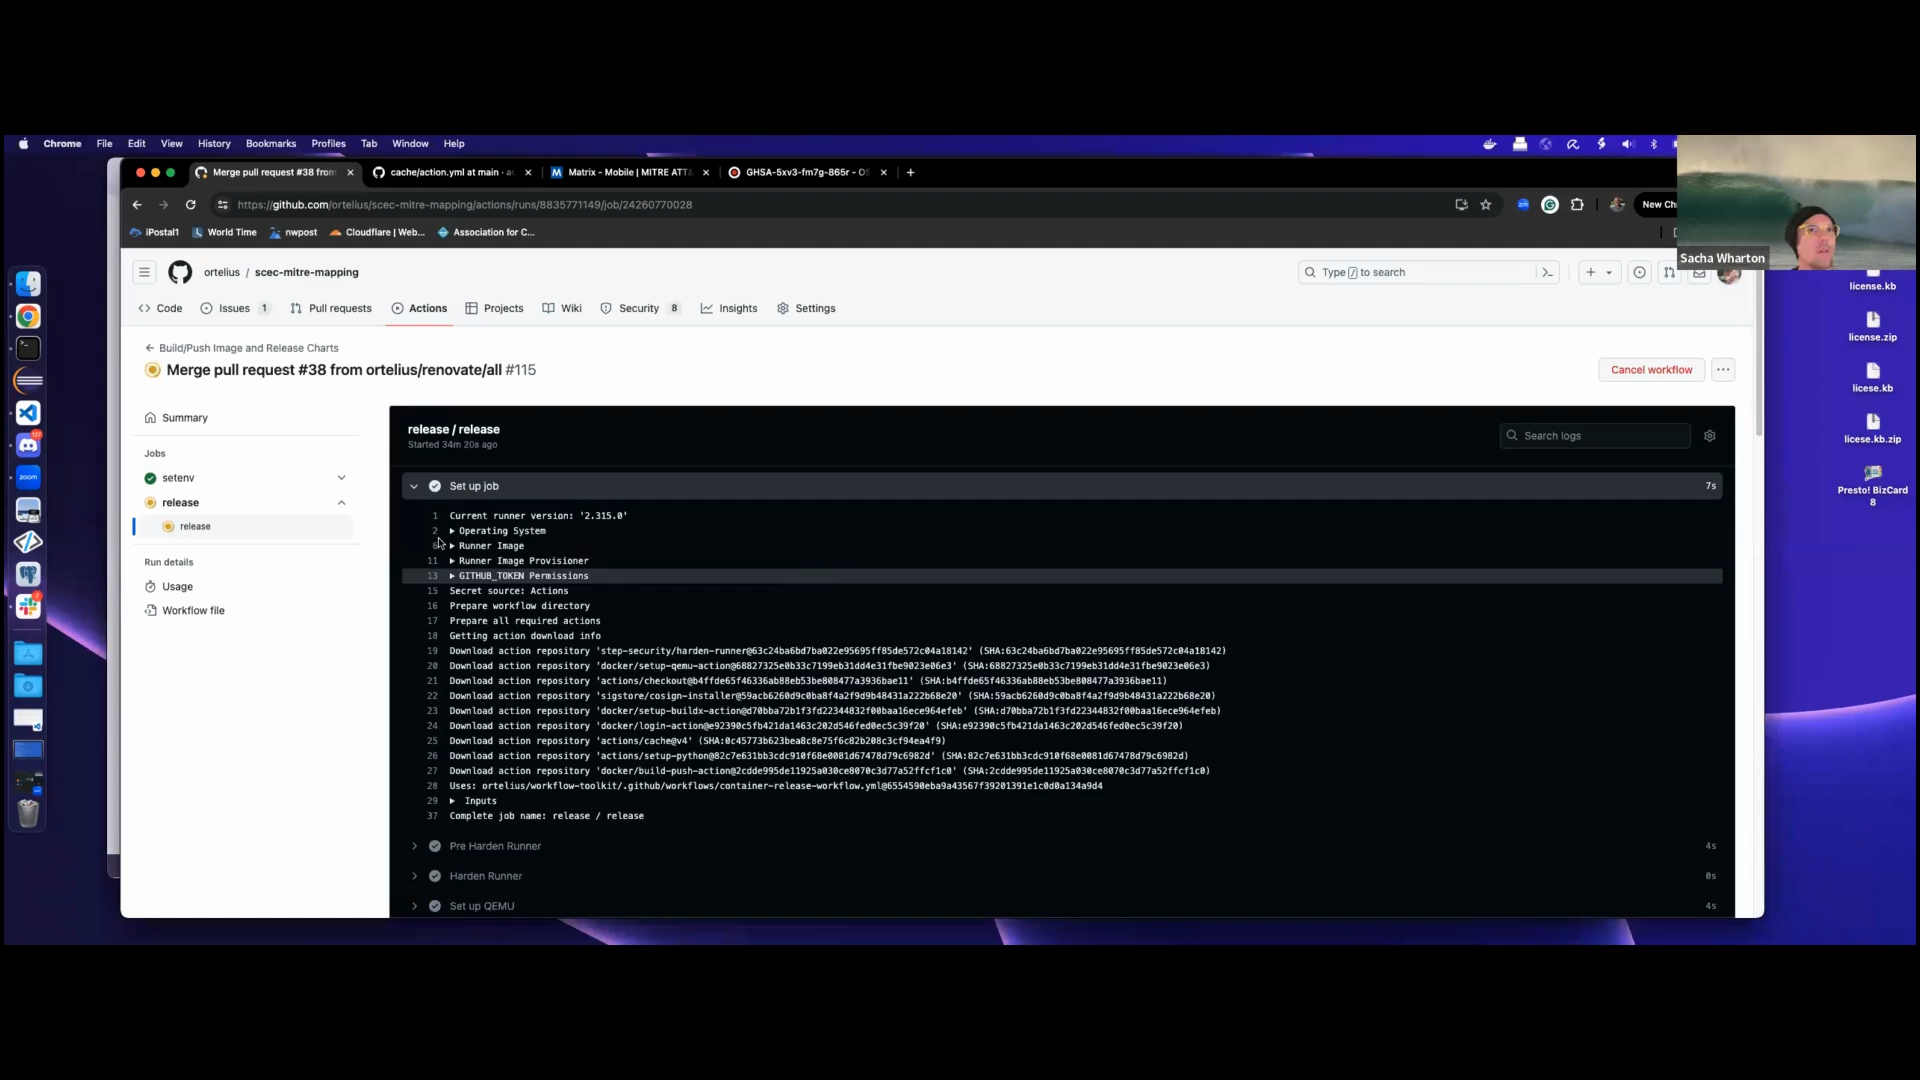 Chrome File Edit View History Bookmarks Profiles Tab Window Help
Merge pull request #38 from
cache/action.yml at main · ac
Matrix - Mobile | MITRE ATT&
GHSA-5xv3-fm7g-865r - OS
https://github.com/ortelius/scec-mitre-mapping/actions/runs/8835771149/job/24260770028
New Ch
iPostal1 World Time nwpost Cloudflare | Web... Association for C...
Sacha Wharton
ortelius / scec-mitre-mapping
Type / to search
Code Issues 1 Pull requests Actions Projects Wiki Security 8 Insights Settings
Build/Push Image and Release Charts
Merge pull request #38 from ortelius/renovate/all #115
Cancel workflow
Summary
Jobs
setenv
release
release
Run details
Usage
Workflow file
release / release
Started 34m 20s ago
Search logs
Set up job 7s
1 Current runner version: '2.315.0'
2 Operating System
6 Runner Image
11 Runner Image Provisioner
13 GITHUB_TOKEN Permissions
15 Secret source: Actions
16 Prepare workflow directory
17 Prepare all required actions
18 Getting action download info
19 Download action repository 'step-security/harden-runner@63c24ba6bd7ba022e95695ff85de572c04a18142' (SHA:63c24ba6bd7ba022e95695ff85de572c04a18142)
20 Download action repository 'docker/setup-qemu-action@68827325e0b33c7199eb31dd4e31fbe9023e06e3' (SHA:68827325e0b33c7199eb31dd4e31fbe9023e06e3)
21 Download action repository 'actions/checkout@b4ffde65f46336ab88eb53be808477a3936bae11' (SHA:b4ffde65f46336ab88eb53be808477a3936bae11)
22 Download action repository 'sigstore/cosign-installer@59acb6260d9c0ba8f4a2f9d9b48431a222b68e20' (SHA:59acb6260d9c0ba8f4a2f9d9b48431a222b68e20)
23 Download action repository 'docker/setup-buildx-action@d70bba72b1f3fd22344832f00baa16ece964efeb' (SHA:d70bba72b1f3fd22344832f00baa16ece964efeb)
24 Download action repository 'docker/login-action@e92390c5fb421da1463c202d546fed0ec5c39f20' (SHA:e92390c5fb421da1463c202d546fed0ec5c39f20)
25 Download action repository 'actions/cache@v4' (SHA:0c45773b623bea8c8e75f6c82b208c3cf94ea4f9)
26 Download action repository 'actions/setup-python@82c7e631bb3cdc910f68e0081d67478d79c6982d' (SHA:82c7e631bb3cdc910f68e0081d67478d79c6982d)
27 Download action repository 'docker/build-push-action@2cdde995de11925a030ce8070c3d77a52ffcf1c0' (SHA:2cdde995de11925a030ce8070c3d77a52ffcf1c0)
28 Uses: ortelius/workflow-toolkit/.github/workflows/container-release-workflow.yml@6554590eba9a43567f39201391e1c0d0a134a9d4
29 Inputs
37 Complete job name: release / release
Pre Harden Runner 4s
Harden Runner 0s
Set up QEMU 4s
license.kb
license.zip
licese.kb
licese.kb.zip
Presto! BizCard
8
zoom